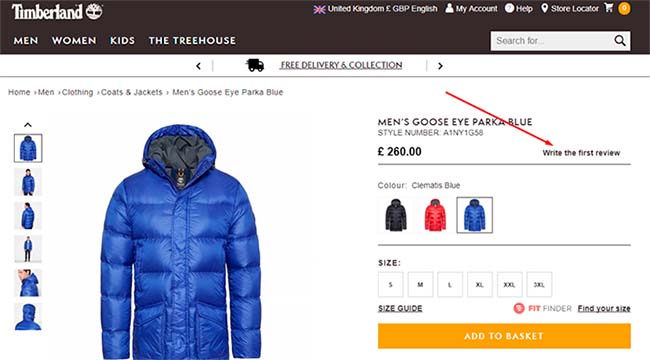 Timberland
United Kingdom £ GBP English
My Account
Help
Store Locator
0
MEN WOMEN KIDS THE TREEHOUSE
Search for...
FREE DELIVERY & COLLECTION
Home › Men › Clothing › Coats & Jackets › Men's Goose Eye Parka Blue
MEN'S GOOSE EYE PARKA BLUE
STYLE NUMBER: A1NY1G58
£ 260.00
Write the first review
Colour: Clematis Blue
SIZE:
S M L XL XXL 3XL
SIZE GUIDE
FIT FINDER Find your size
ADD TO BASKET